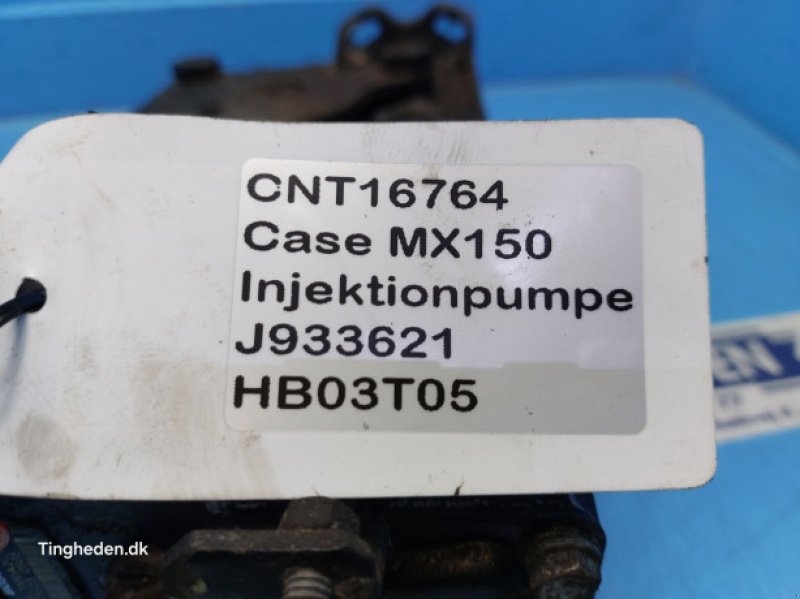 CNT16764
Case MX150
Injektionpumpe
J933621
HB03T05
Tingheden.dk